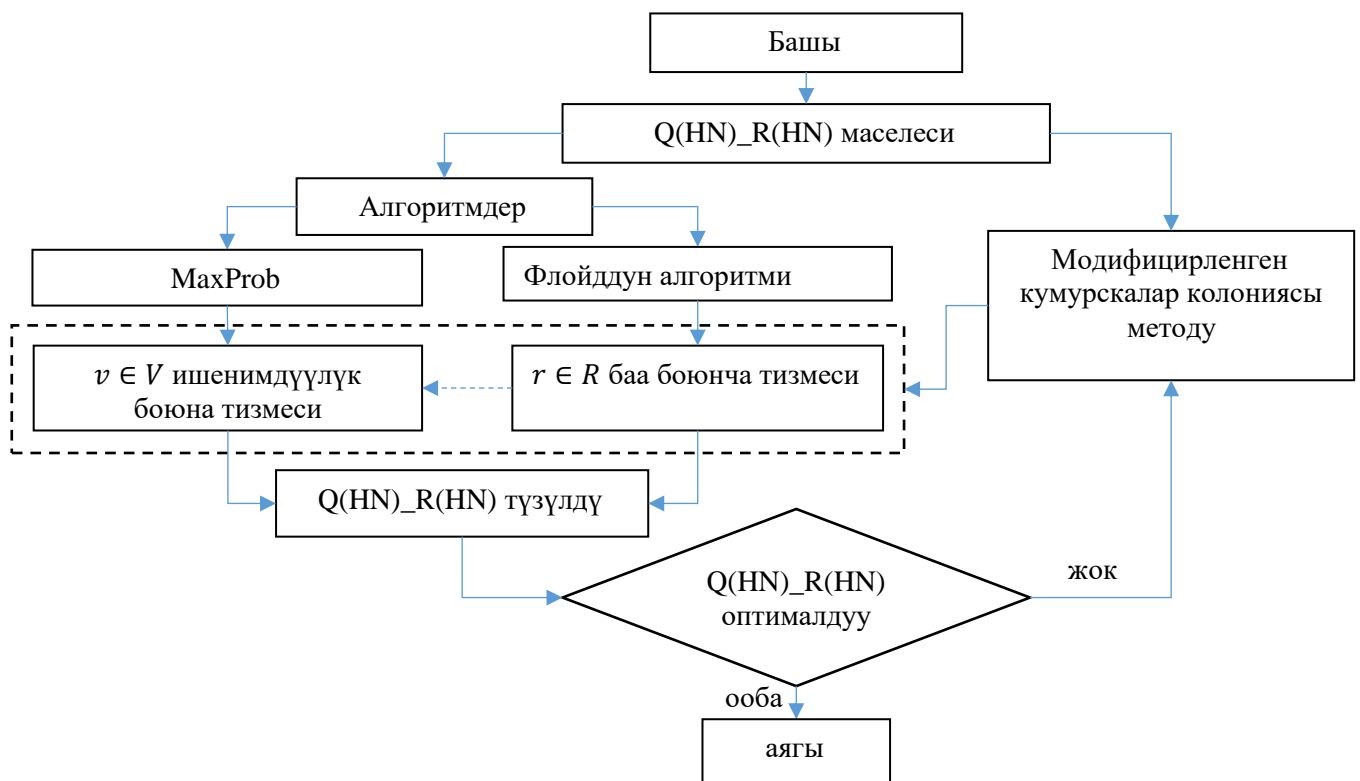 Башы
Q(HN)_R(HN) маселеси
Алгоритмдер
MaxProb
Флойддун алгоритми
Модифицирленген
кумурскалар колониясы
методу
𝑣 ∈ 𝑉 ишенимдүүлүк
боюна тизмеси
𝑟 ∈ 𝑅 баа боюнча тизмеси
Q(HN)_R(HN) түзүлдү
Q(HN)_R(HN)
оптималдуу
жок
ооба
аягы